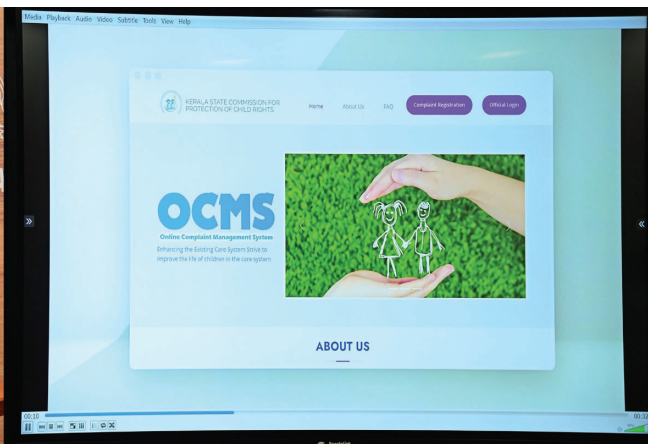 Media Playback Audio Video Subtitle Tools View Help
KERALA STATE COMMISSION FOR
PROTECTION OF CHILD RIGHTS
Home About Us FAQ Complaint Registration Official Login
OCMS
Online Complaint Management System
Enhancing the Existing Care System Strive to
improve the life of children in the care system
ABOUT US
00:10 00:32